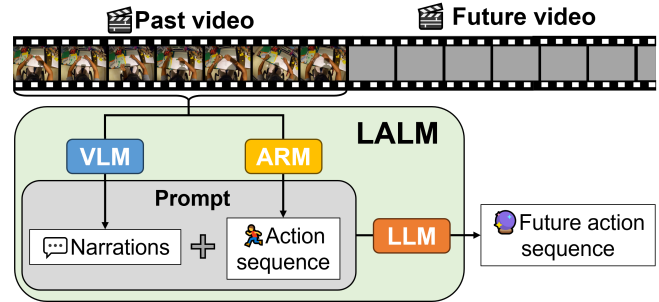 Past video
Future video
LALM
VLM
ARM
Prompt
Narrations
Action
sequence
LLM
Future action
sequence